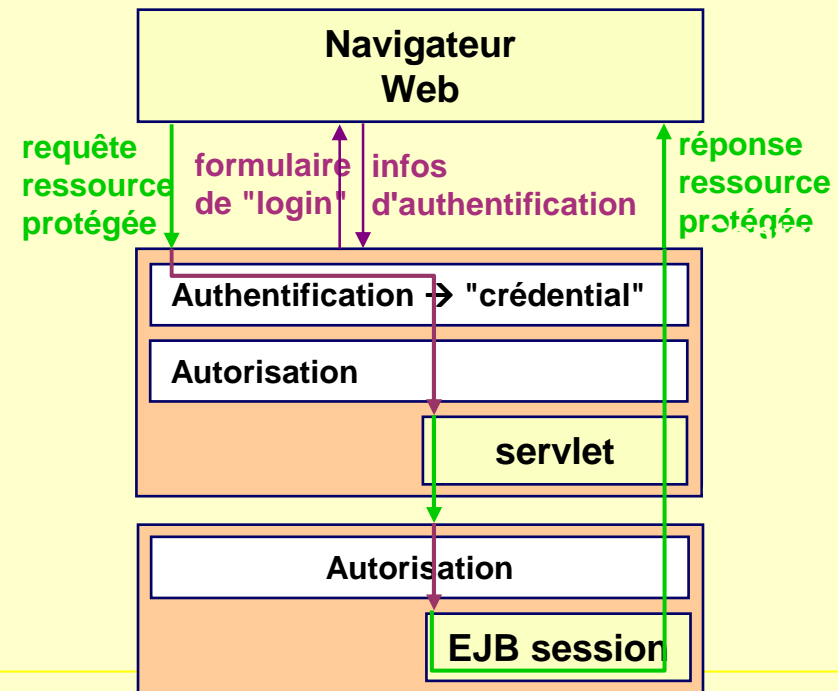 Navigateur
Web
requête
ressource
protégée
formulaire
de "login"
infos
d'authentification
réponse
ressource
protégée
Authentification → "crédential"
Autorisation
servlet
Autorisation
EJB session